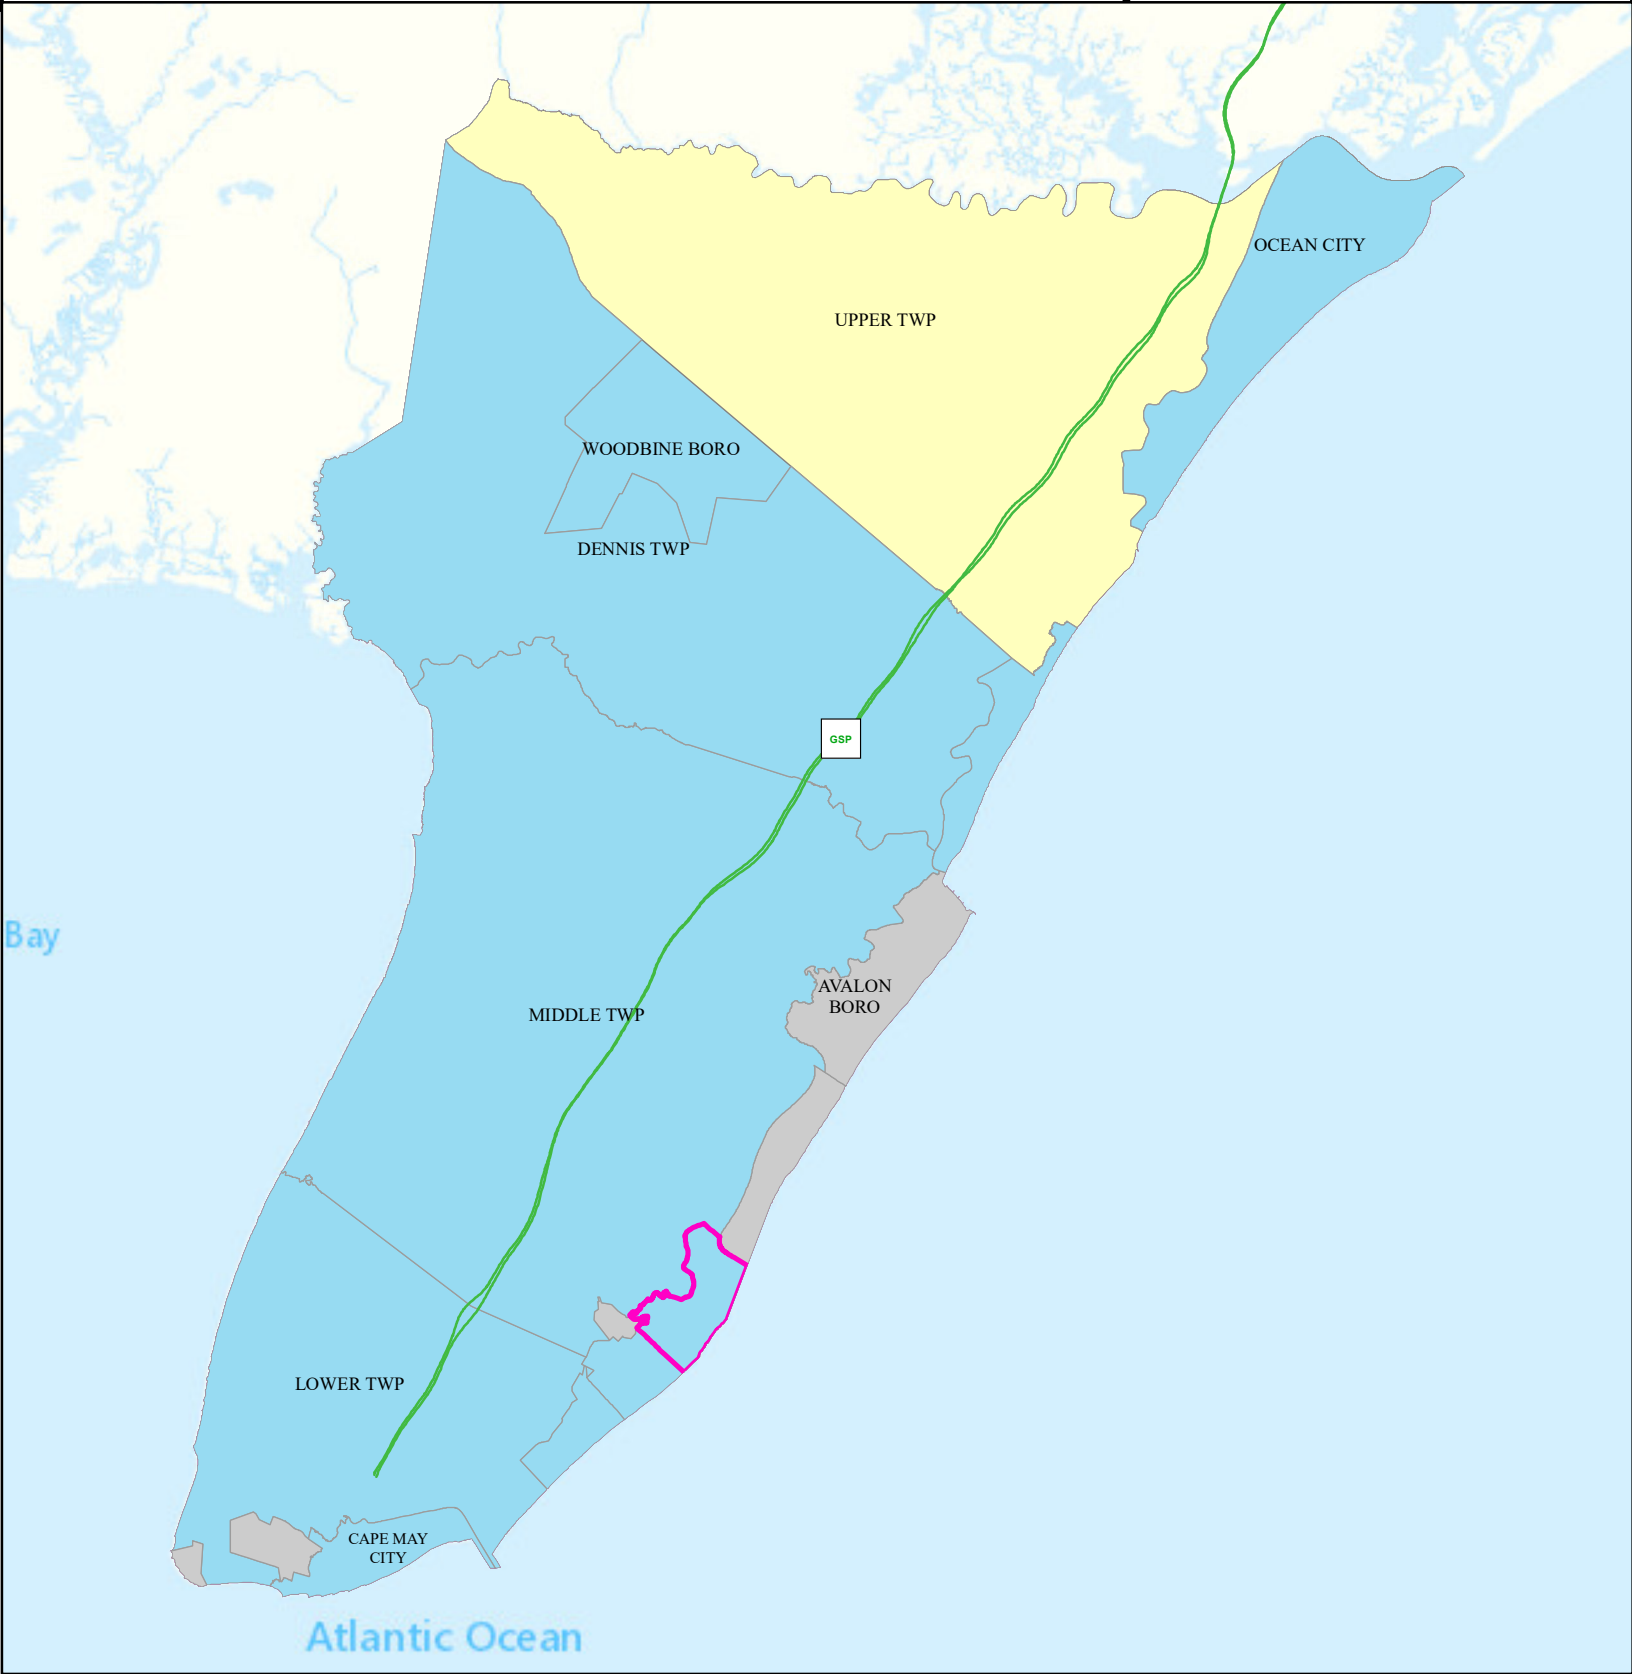 OCEAN CITY
UPPER TWP
WOODBINE BORO
DENNIS TWP
GSP
Bay
AVALON
BORO
MIDDLE TWP
LOWER TWP
CAPE MAY
CITY
Atlantic Ocean